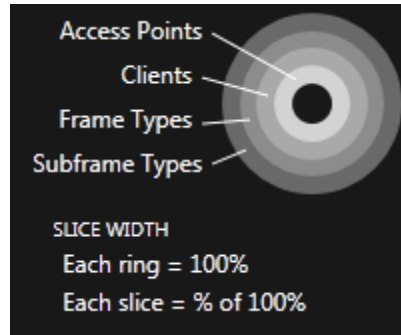 Access Points
Clients
Frame Types
Subframe Types
SLICE WIDTH
Each ring = 100%
Each slice = % of 100%